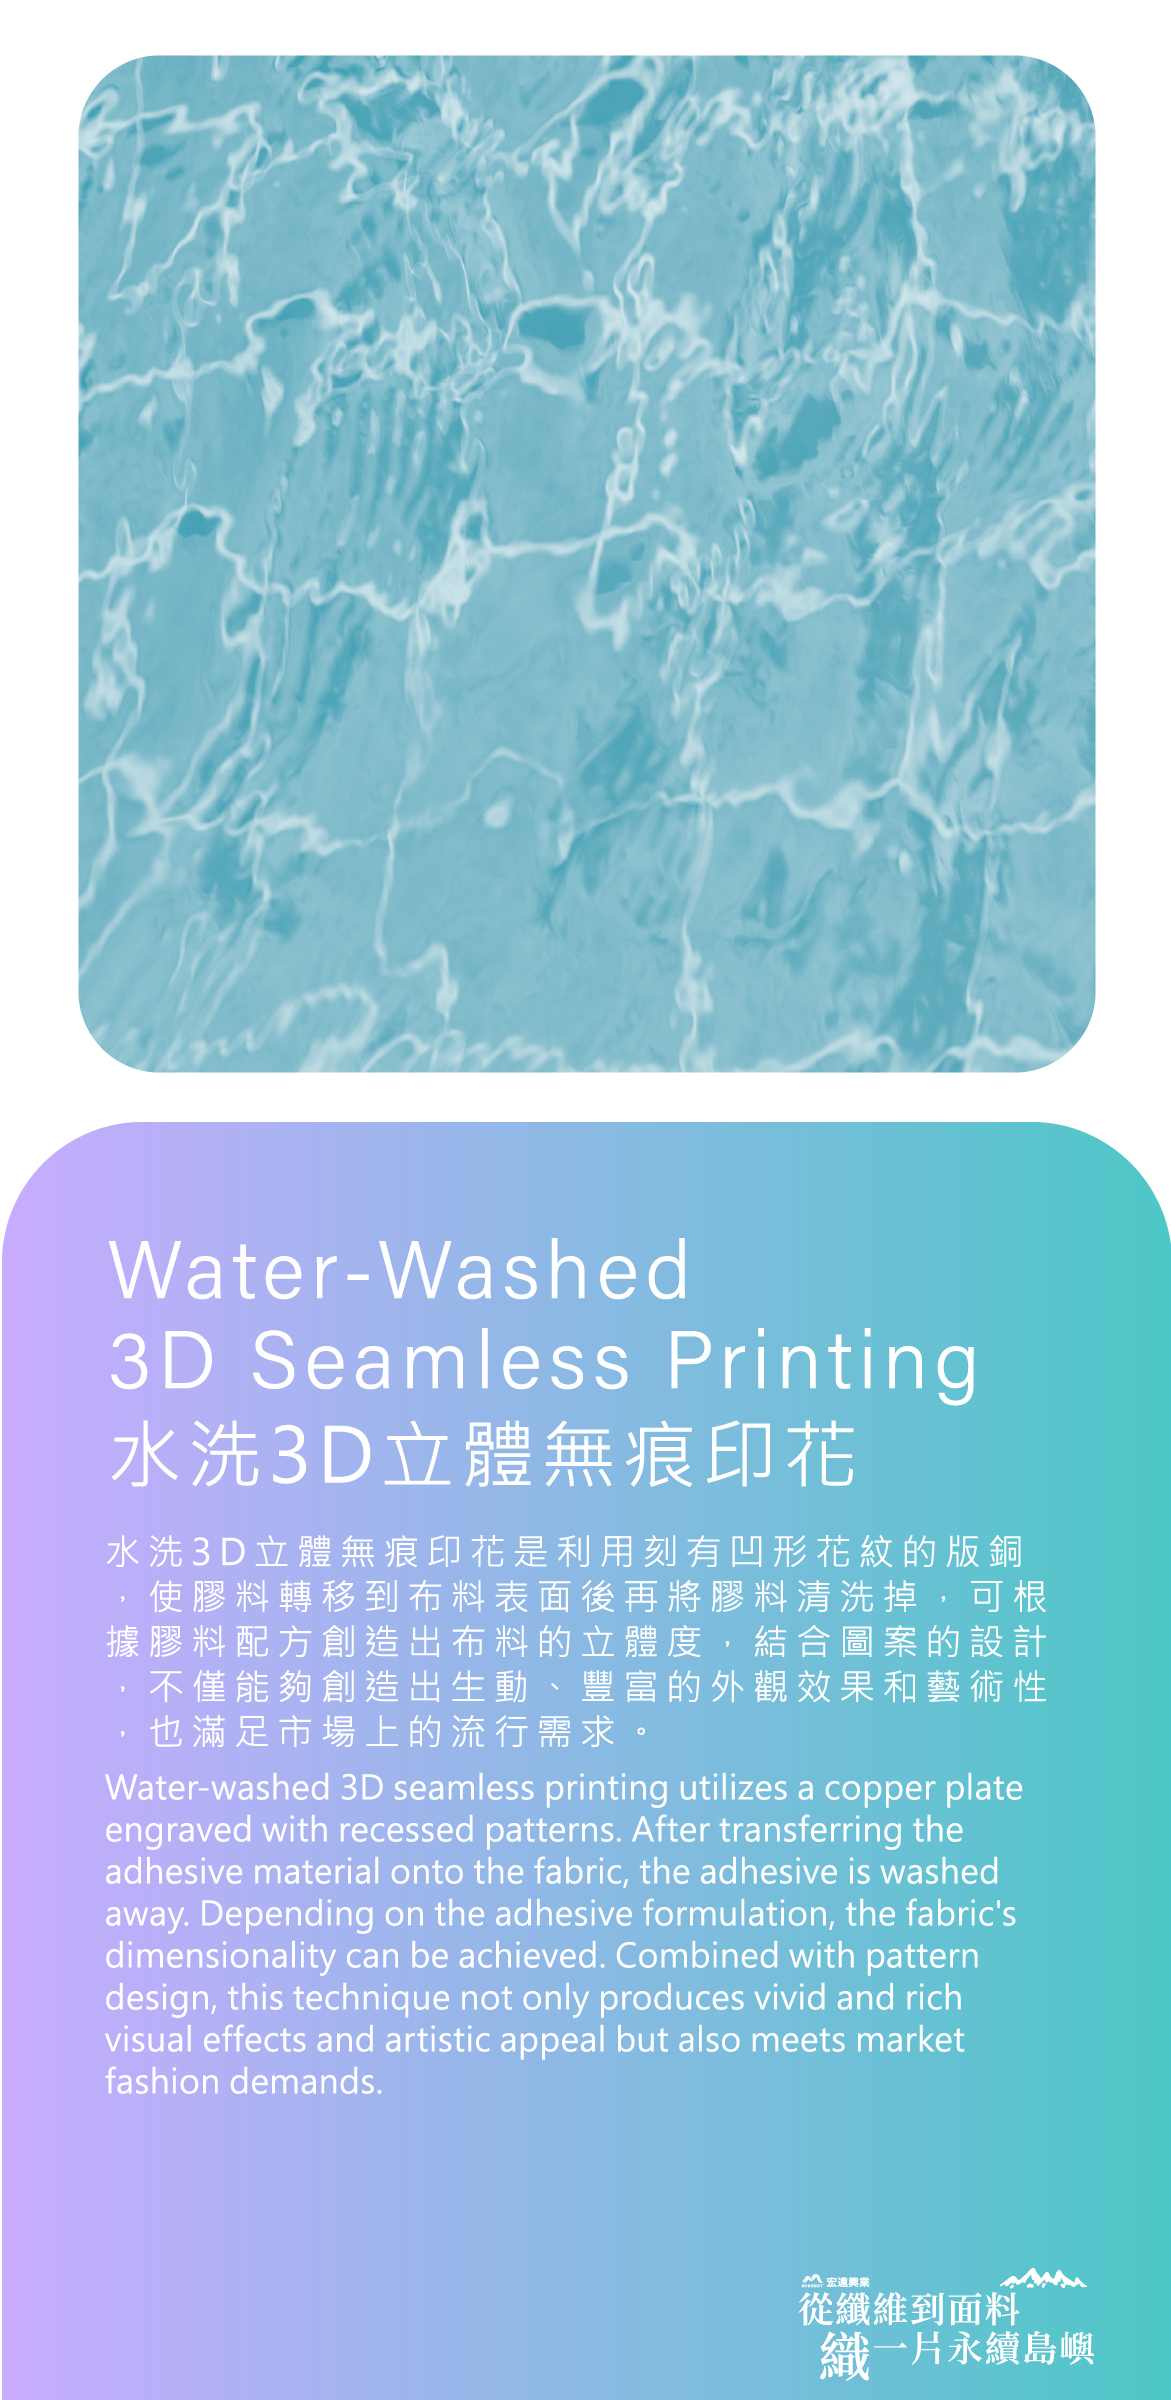 Water-Washed
3D Seamless Printing
水洗3D立體無痕印花
水洗3D立體無痕印花是利用刻有凹形花紋的版銅
，使膠料轉移到布料表面後再將膠料清洗掉，可根
據膠料配方創造出布料的立體度，結合圖案的設計
，不僅能夠創造出生動、豐富的外觀效果和藝術性
，也滿足市場上的流行需求。
Water-washed 3D seamless printing utilizes a copper plate
engraved with recessed patterns. After transferring the
adhesive material onto the fabric, the adhesive is washed
away. Depending on the adhesive formulation, the fabric's
dimensionality can be achieved. Combined with pattern
design, this technique not only produces vivid and rich
visual effects and artistic appeal but also meets market
fashion demands.
EVEREST 宏遠興業
從纖維到面料
織一片永續島嶼